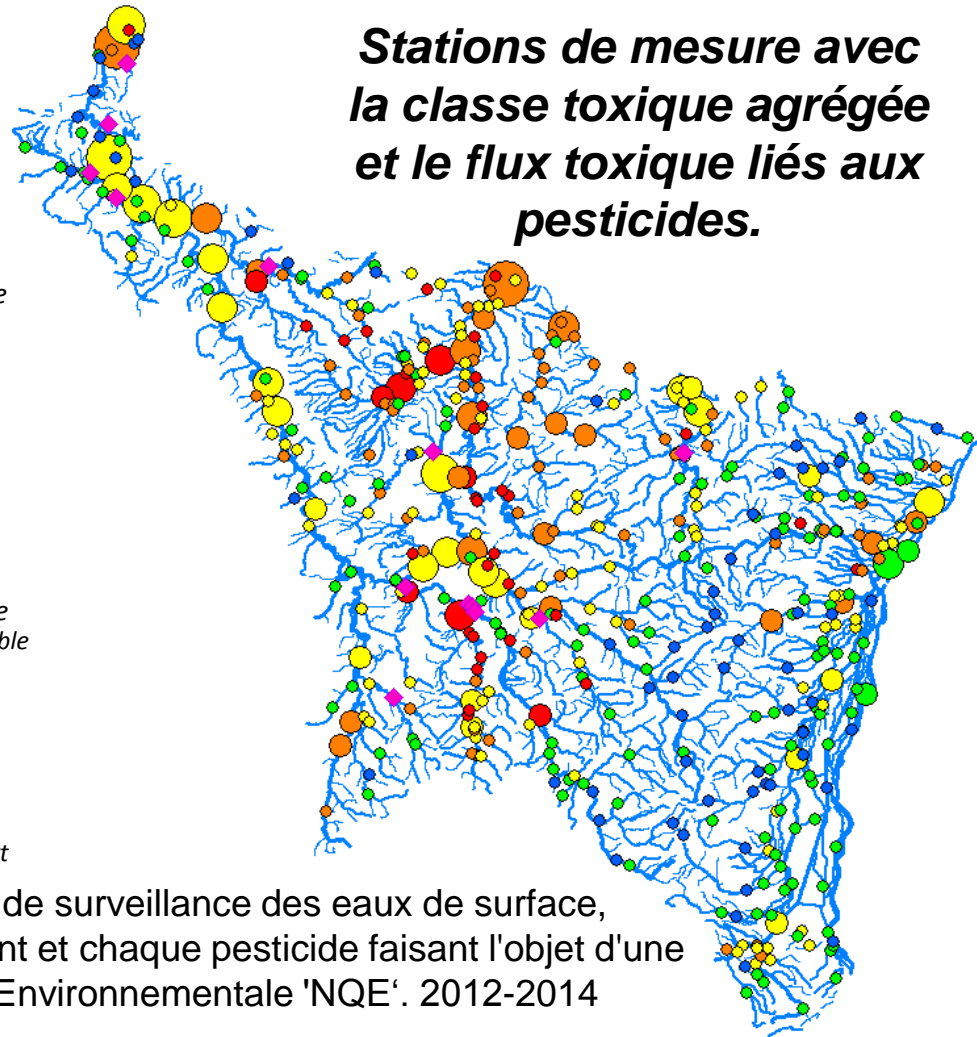 Stations de mesure avec
la classe toxique agrégée
et le flux toxique liés aux
pesticides.
e
e
ble
t
de surveillance des eaux de surface,
nt et chaque pesticide faisant l'objet d'une
Environnementale 'NQE‘. 2012-2014